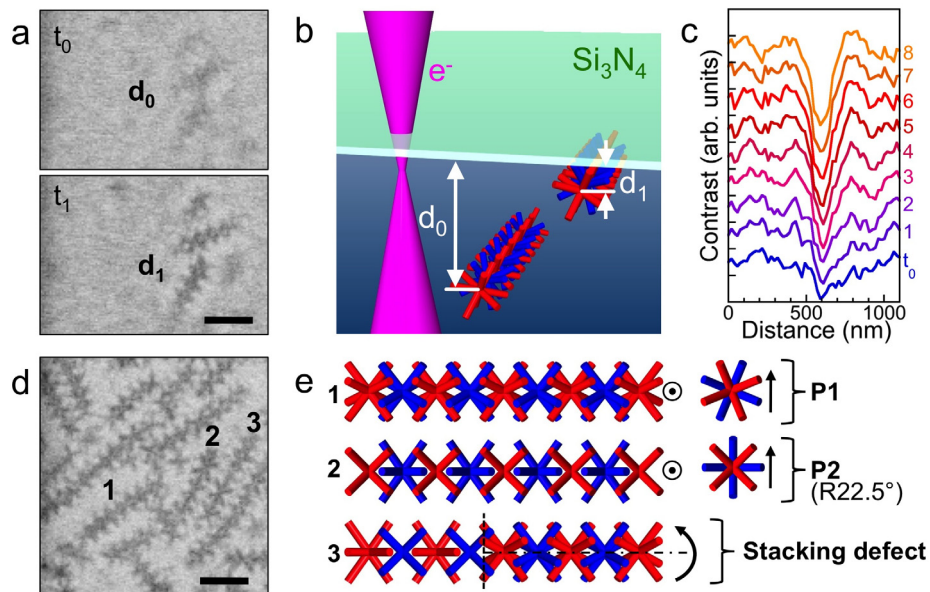 a
t₀
d₀
t₁
d₁
b
e⁻
Si₃N₄
d₀
d₁
c
Contrast (arb. units)
8
7
6
5
4
3
2
1
t₀
0
500
1000
Distance (nm)
d
1
2
3
e
1
P1
2
P2
(R22.5°)
3
Stacking defect